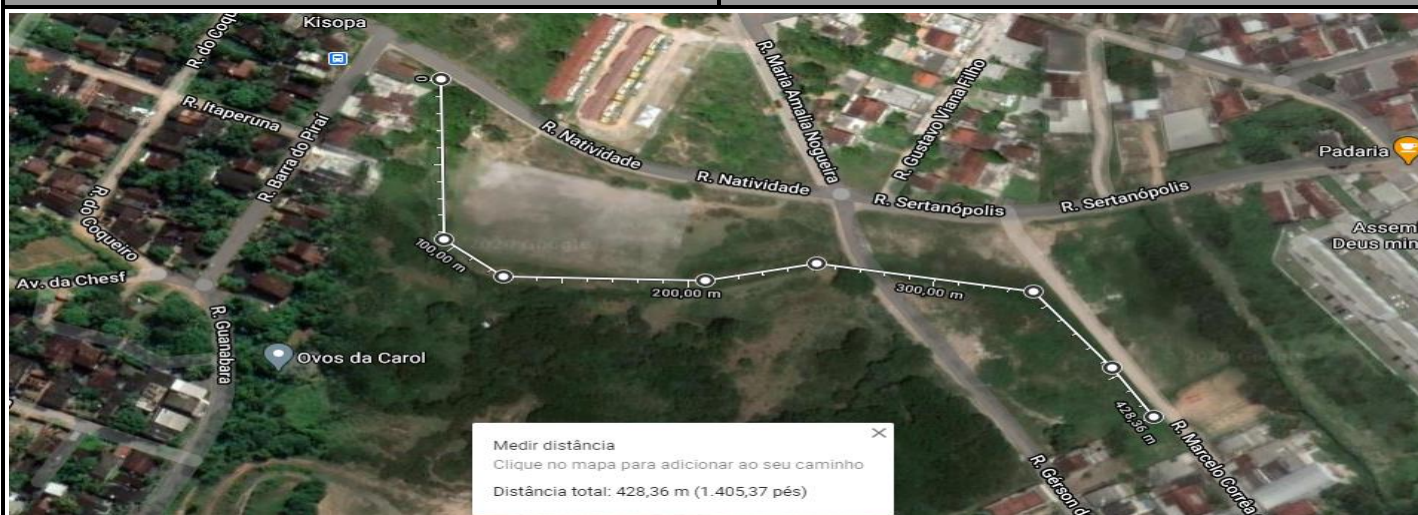 Kisopa
R. do Coqu
R. Itaperuna
R. Barra do Piraí
R. do Coqueiro
Av. da Chesf
R. Guanabara
Ovos da Carol
0
100,00 m
200,00 m
300,00 m
428,36 m
R. Natividade
R. Natividade
R. Maria Amalia Nogueira
R. Gustavo Viana Filho
R. Sertanópolis
R. Sertanópolis
Padaria
Assem
Deus min
R. Gérson d
R. Marcelo Corrêa
Medir distância
Clique no mapa para adicionar ao seu caminho
Distância total: 428,36 m (1.405,37 pés)